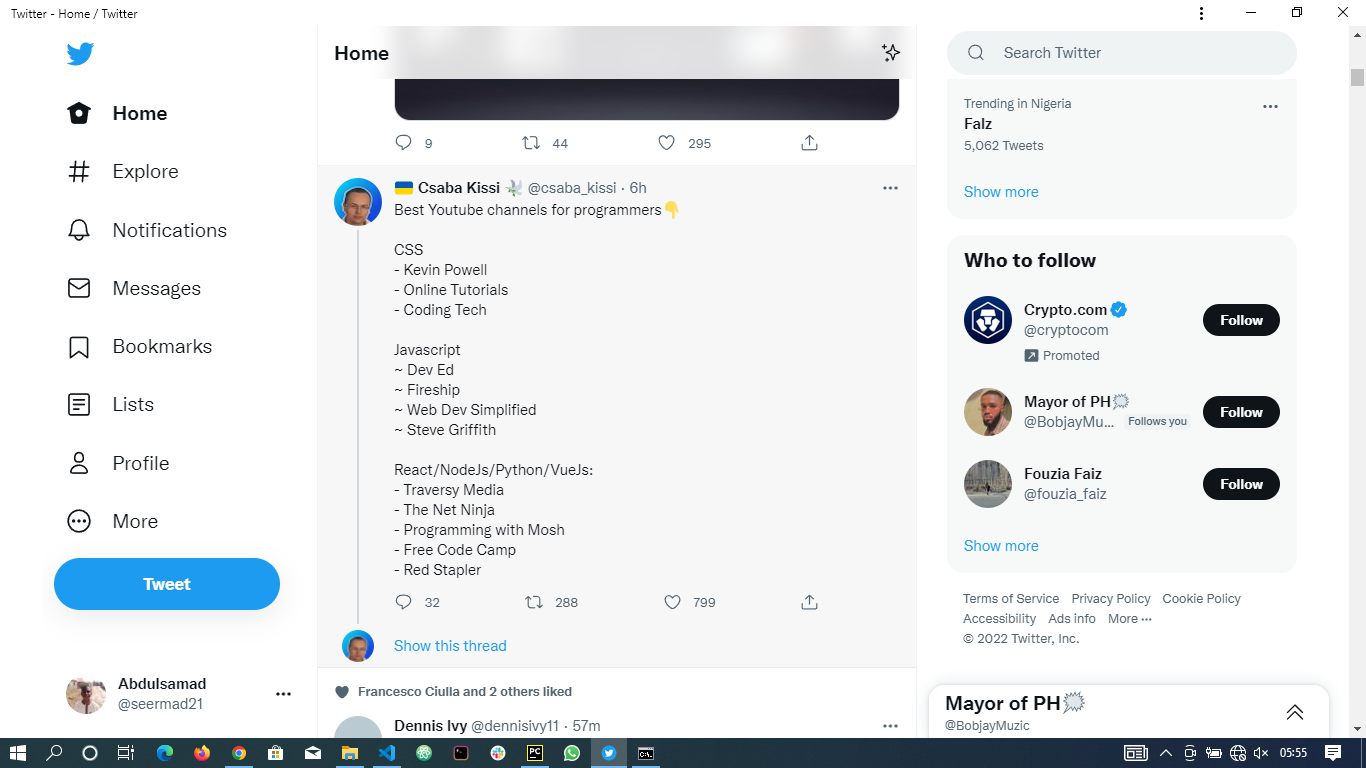 Twitter - Home / Twitter
Home
Explore
Notifications
Messages
Bookmarks
Lists
Profile
More
Tweet
Abdulsamad
@seermad21
Home
9 44 295
Csaba Kissi @csaba_kissi · 6h
Best Youtube channels for programmers👇
CSS
- Kevin Powell
- Online Tutorials
- Coding Tech
Javascript
~ Dev Ed
~ Fireship
~ Web Dev Simplified
~ Steve Griffith
React/NodeJs/Python/VueJs:
- Traversy Media
- The Net Ninja
- Programming with Mosh
- Free Code Camp
- Red Stapler
32 288 799
Show this thread
Francesco Ciulla and 2 others liked
Dennis Ivy @dennisivy11 · 57m
Search Twitter
Trending in Nigeria
Falz
5,062 Tweets
Show more
Who to follow
Crypto.com
@cryptocom
Follow
Promoted
Mayor of PH
@BobjayMu... Follows you
Follow
Fouzia Faiz
@fouzia_faiz
Follow
Show more
Terms of Service Privacy Policy Cookie Policy
Accessibility Ads info More ···
© 2022 Twitter, Inc.
Mayor of PH
@BobjayMuzic
PC
C:\.
05:55